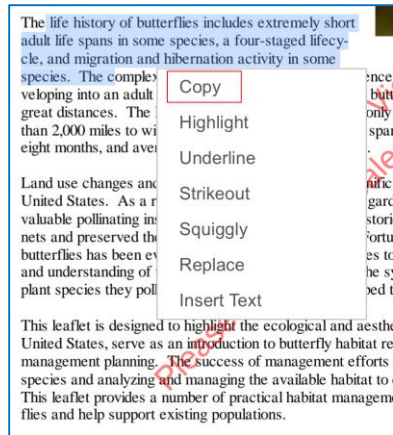 The life history of butterflies includes extremely short
adult life spans in some species, a four-staged lifecy-
cle, and migration and hibernation activity in some
species. The complex
veloping into an adult
great distances. The
only
than 2,000 miles to wi
span
eight months, and aver
Copy
Highlight
Underline
Strikeout
Squiggly
Replace
Insert Text
Land use changes and
United States. As a r
valuable pollinating in
nets and preserved the
butterflies has been ev
and understanding of
plant species they poll
This leaflet is designed to highlight the ecological and aesthe
United States, serve as an introduction to butterfly habitat re
management planning. The success of management efforts
species and analyzing and managing the available habitat to
This leaflet provides a number of practical habitat manageme
flies and help support existing populations.
Please